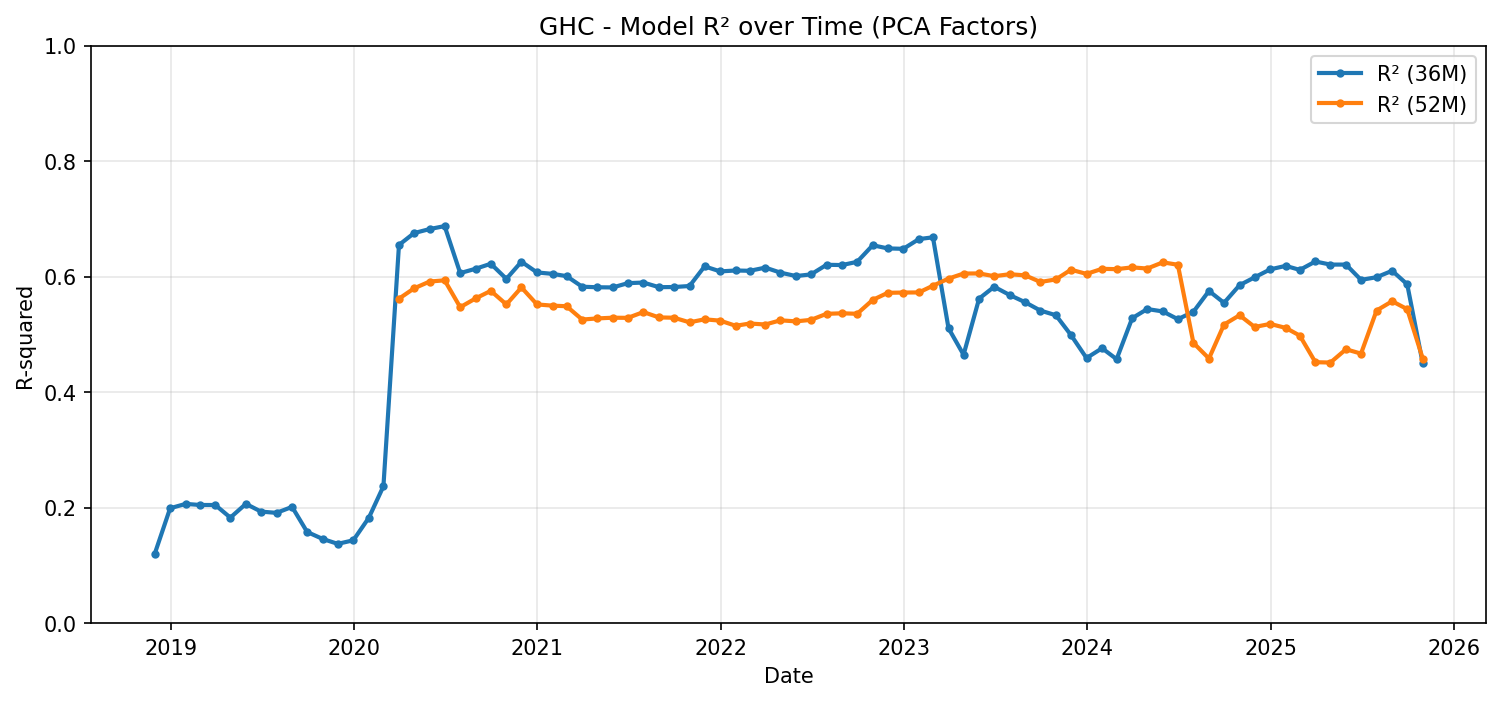 GHC - Model R² over Time (PCA Factors)
R² (36M)
R² (52M)
R-squared
1.0
0.8
0.6
0.4
0.2
0.0
2019 2020 2021 2022 2023 2024 2025 2026
Date